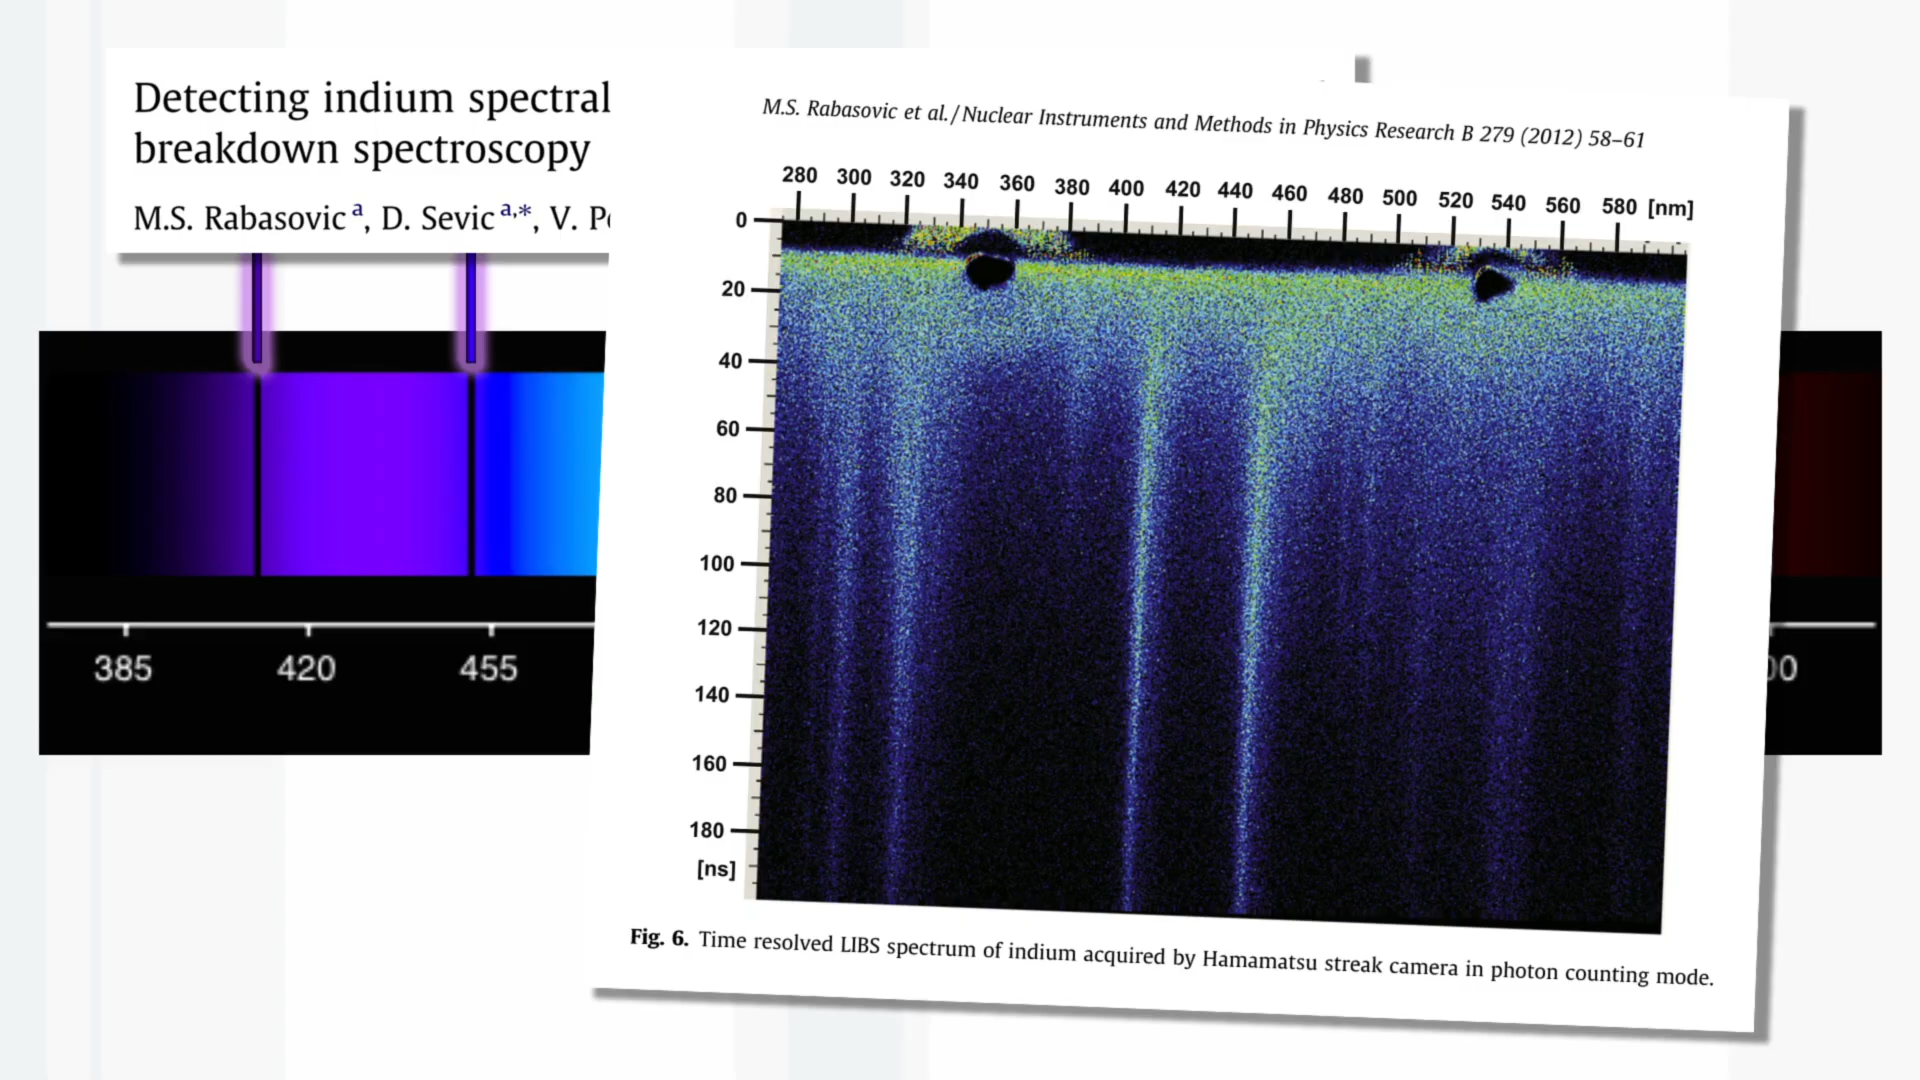 Detecting indium spectral
breakdown spectroscopy
M.S. Rabasovic a, D. Sevic a,*, V.
M.S. Rabasovic et al./Nuclear Instruments and Methods in Physics Research B 279 (2012) 58–61
280 300 320 340 360 380 400 420 440 460 480 500 520 540 560 580 [nm]
0
20
40
60
80
100
120
140
160
180
[ns]
385 420 455
Fig. 6. Time resolved LIBS spectrum of indium acquired by Hamamatsu streak camera in photon counting mode.